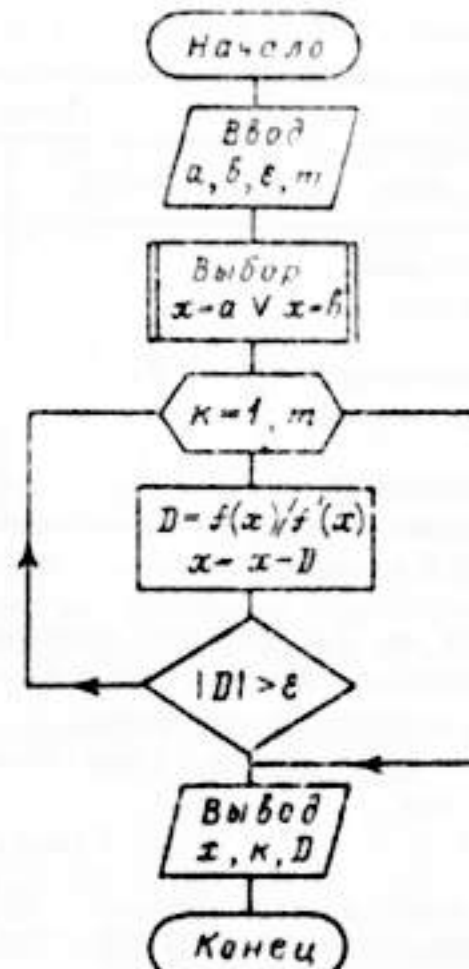 Начало
Ввод
а, б, ε, m
Выбор
x=a ∨ x=b
к=1, m
D=f(x)/f'(x)
x= x-D
|D|>ε
Вывод
x, к, D
Конец